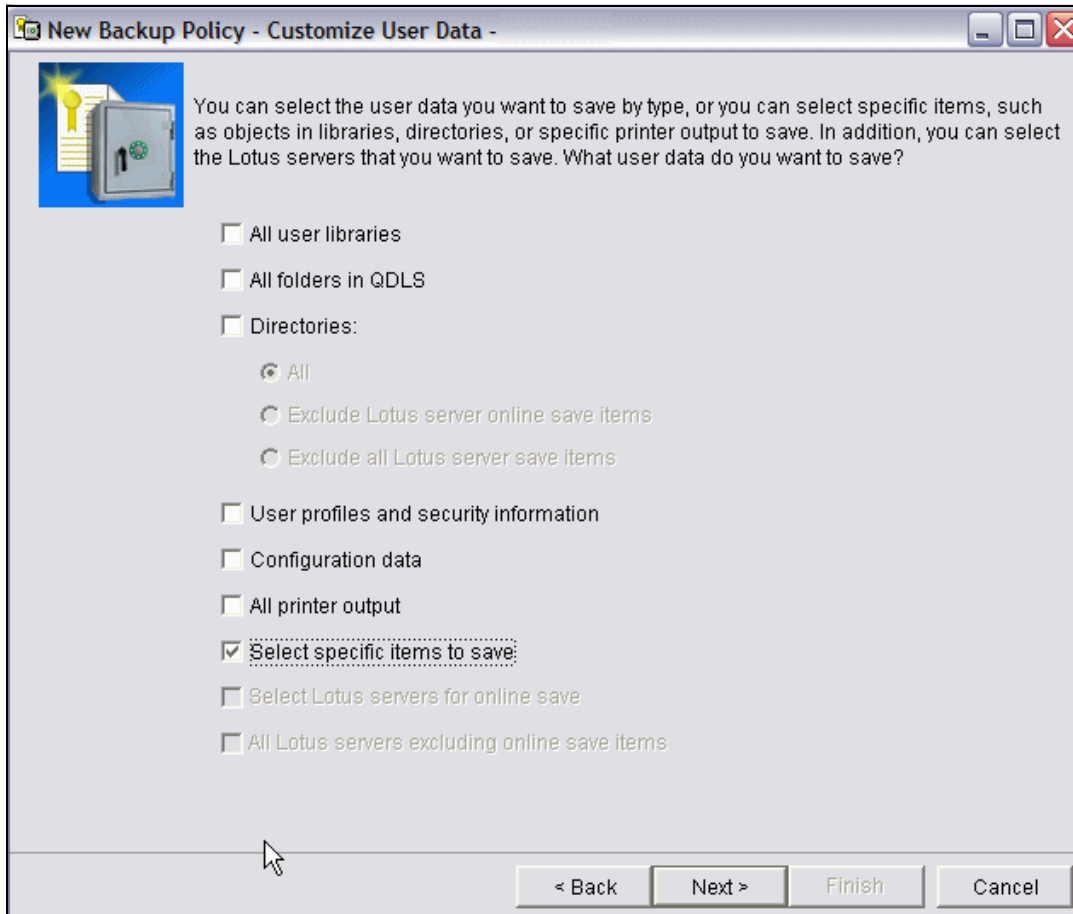 New Backup Policy - Customize User Data -
You can select the user data you want to save by type, or you can select specific items, such
as objects in libraries, directories, or specific printer output to save. In addition, you can select
the Lotus servers that you want to save. What user data do you want to save?
All user libraries
All folders in QDLS
Directories:
All
Exclude Lotus server online save items
Exclude all Lotus server save items
User profiles and security information
Configuration data
All printer output
Select specific items to save
Select Lotus servers for online save
All Lotus servers excluding online save items
< Back
Next >
Finish
Cancel